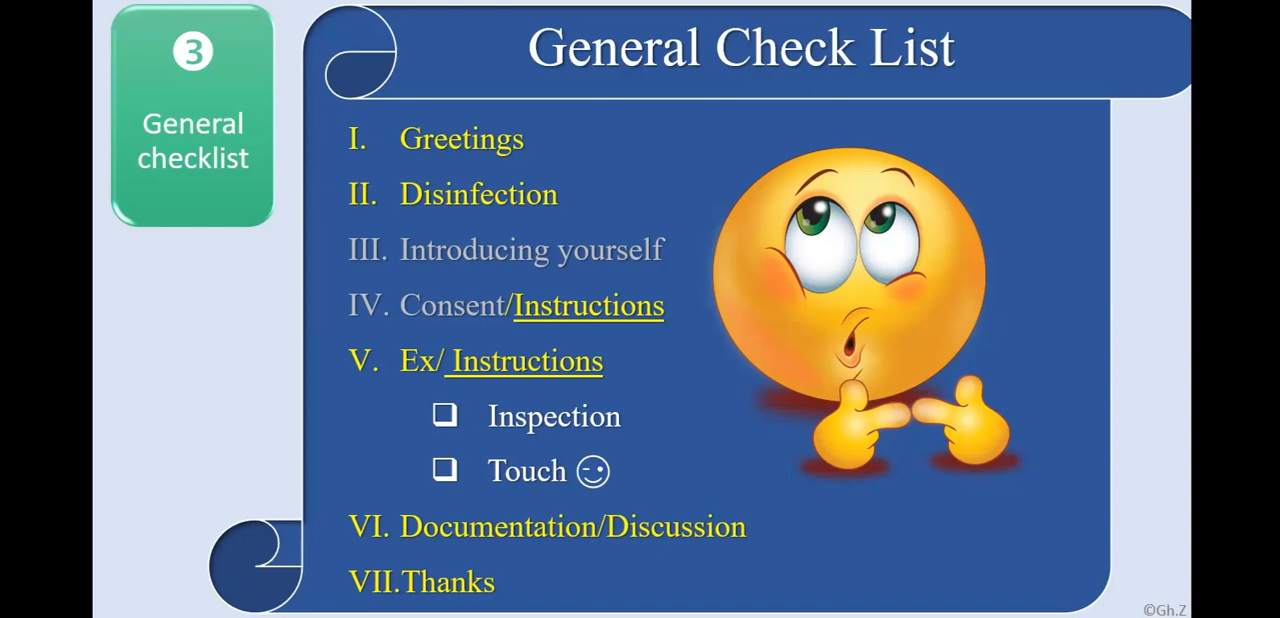 3
General
checklist
General Check List
I. Greetings
II. Disinfection
III. Introducing yourself
IV. Consent/Instructions
V. Ex/ Instructions
Inspection
Touch
VI. Documentation/Discussion
VII.Thanks
©Gh.Z